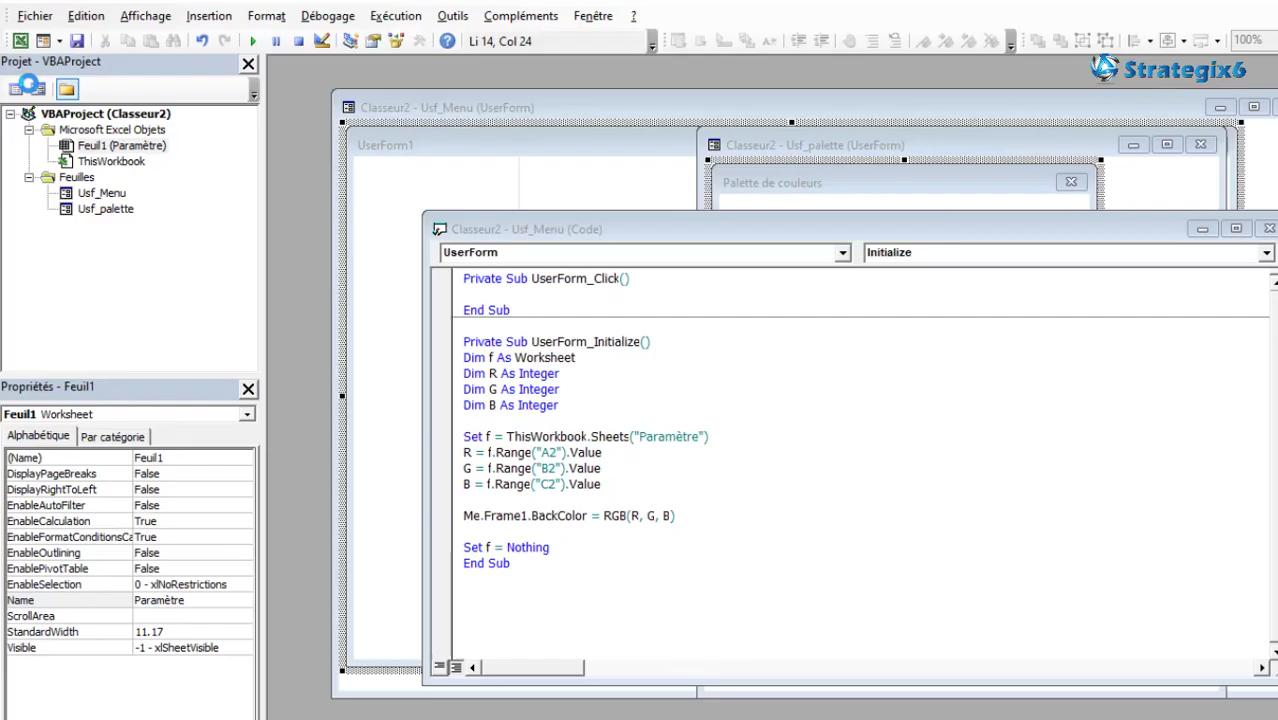 Fichier Edition Affichage Insertion Format Débogage Exécution Outils Compléments Fenêtre ?
Li 14, Col 24
100%
Strategix6
Projet - VBAProject
VBAProject (Classeur2)
Microsoft Excel Objets
Feuil1 (Paramètre)
ThisWorkbook
Feuilles
Usf_Menu
Usf_palette
Propriétés - Feuil1
Feuil1 Worksheet
Alphabétique Par catégorie
(Name) Feuil1
DisplayPageBreaks False
DisplayRightToLeft False
EnableAutoFilter False
EnableCalculation True
EnableFormatConditionsCa True
EnableOutlining False
EnablePivotTable False
EnableSelection 0 - xlNoRestrictions
Name Paramètre
ScrollArea
StandardWidth 11.17
Visible -1 - xlSheetVisible
Classeur2 - Usf_Menu (UserForm)
UserForm1
Classeur2 - Usf_palette (UserForm)
Palette de couleurs
Classeur2 - Usf_Menu (Code)
UserForm Initialize
Private Sub UserForm_Click()
End Sub
Private Sub UserForm_Initialize()
Dim f As Worksheet
Dim R As Integer
Dim G As Integer
Dim B As Integer
Set f = ThisWorkbook.Sheets("Paramètre")
R = f.Range("A2").Value
G = f.Range("B2").Value
B = f.Range("C2").Value
Me.Frame1.BackColor = RGB(R, G, B)
Set f = Nothing
End Sub